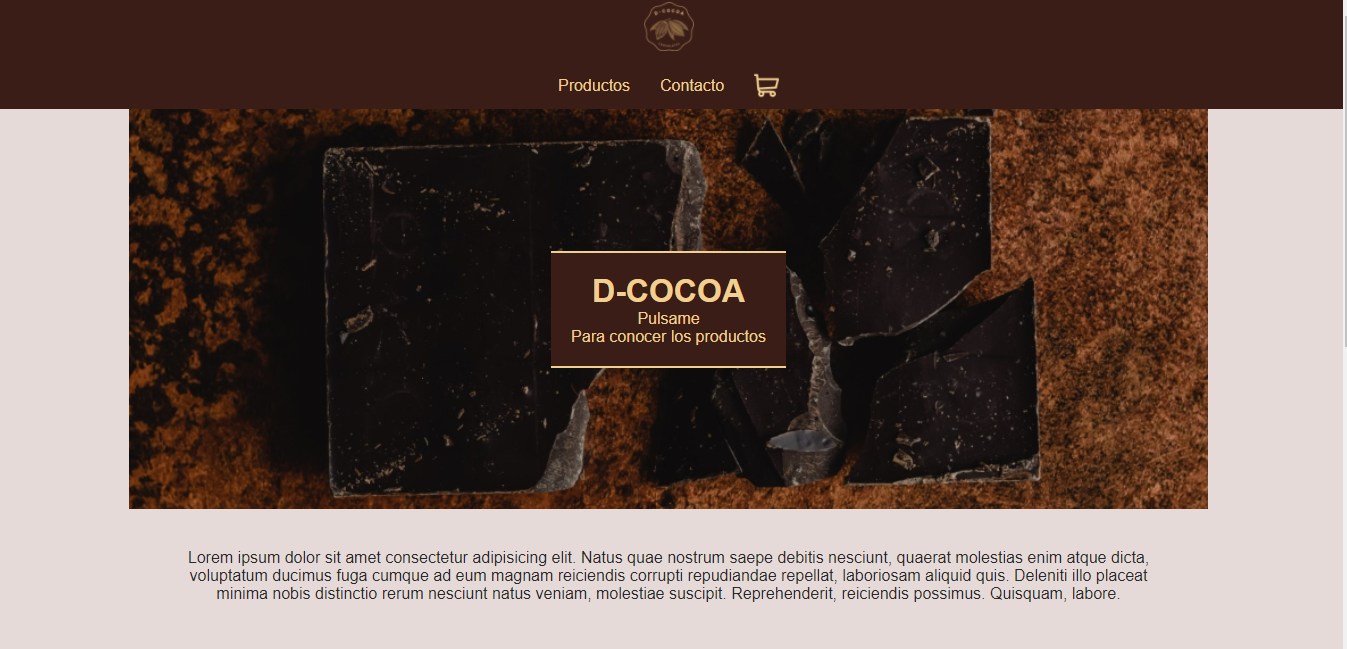 D-COCOA
Productos Contacto
D-COCOA
Pulsame
Para conocer los productos
Lorem ipsum dolor sit amet consectetur adipisicing elit. Natus quae nostrum saepe debitis nesciunt, quaerat molestias enim atque dicta,
voluptatum ducimus fuga cumque ad eum magnam reiciendis corrupti repudiandae repellat, laboriosam aliquid quis. Deleniti illo placeat
minima nobis distinctio rerum nesciunt natus veniam, molestiae suscipit. Reprehenderit, reiciendis possimus. Quisquam, labore.